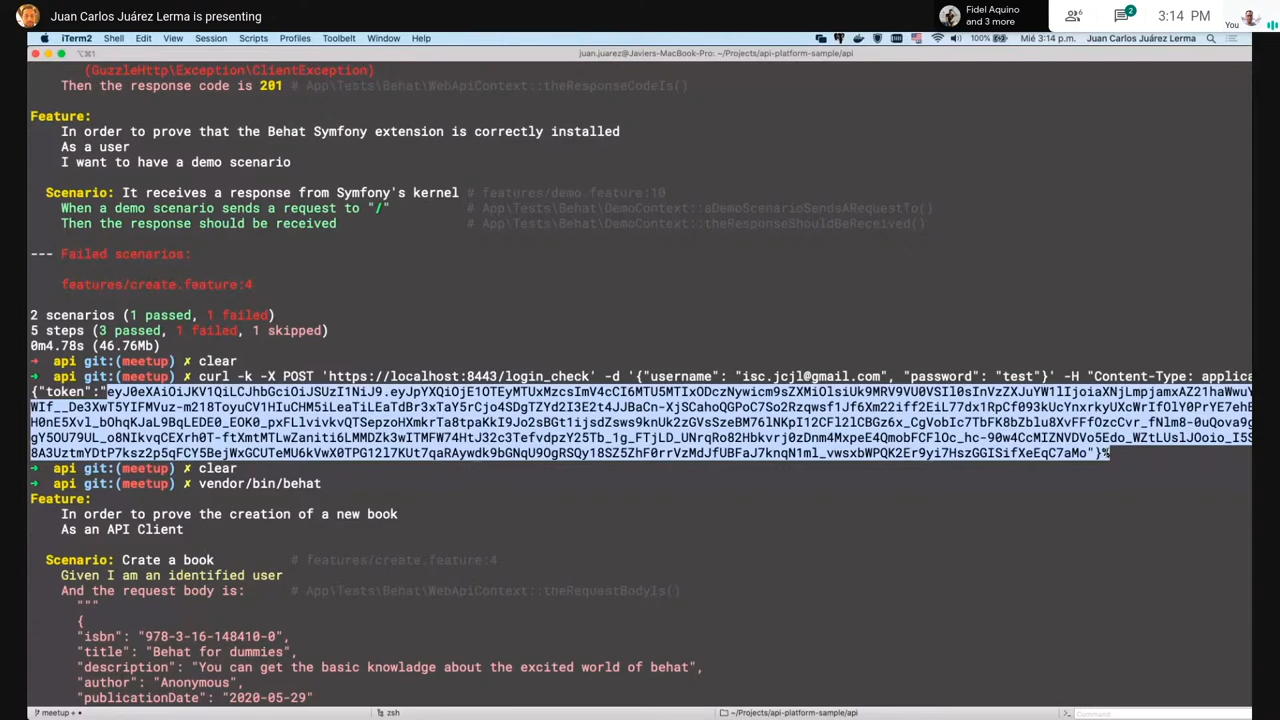 Juan Carlos Juárez Lerma is presenting
Fidel Aquino
and 3 more
6
2
3:14 PM
You
iTerm2 Shell Edit View Session Scripts Profiles Toolbelt Window Help
100%
Mié 3:14 p.m. Juan Carlos Juárez Lerma
⌥⌘1
juan.juarez@Javiers-MacBook-Pro: ~/Projects/api-platform-sample/api
(GuzzleHttp\Exception\ClientException)
Then the response code is 201 # App\Tests\Behat\WebApiContext::theResponseCodeIs()
Feature:
In order to prove that the Behat Symfony extension is correctly installed
As a user
I want to have a demo scenario
Scenario: It receives a response from Symfony's kernel # features/demo.feature:10
When a demo scenario sends a request to "/" # App\Tests\Behat\DemoContext::aDemoScenarioSendsARequestTo()
Then the response should be received # App\Tests\Behat\DemoContext::theResponseShouldBeReceived()
--- Failed scenarios:
features/create.feature:4
2 scenarios (1 passed, 1 failed)
5 steps (3 passed, 1 failed, 1 skipped)
0m4.78s (46.76Mb)
➜ api git:(meetup) ✗ clear
➜ api git:(meetup) ✗ curl -k -X POST 'https://localhost:8443/login_check' -d '{"username": "isc.jcjl@gmail.com", "password": "test"}' -H "Content-Type: applica
{"token":"
➜ api git:(meetup) ✗ clear
➜ api git:(meetup) ✗ vendor/bin/behat
Feature:
In order to prove the creation of a new book
As an API Client
Scenario: Crate a book # features/create.feature:4
Given I am an identified user
And the request body is: # App\Tests\Behat\WebApiContext::theRequestBodyIs()
"""
{
"isbn": "978-3-16-148410-0",
"title": "Behat for dummies",
"description": "You can get the basic knowladge about the excited world of behat",
"author": "Anonymous",
"publicationDate": "2020-05-29"
meetup zsh ~/Projects/api-platform-sample/api Command